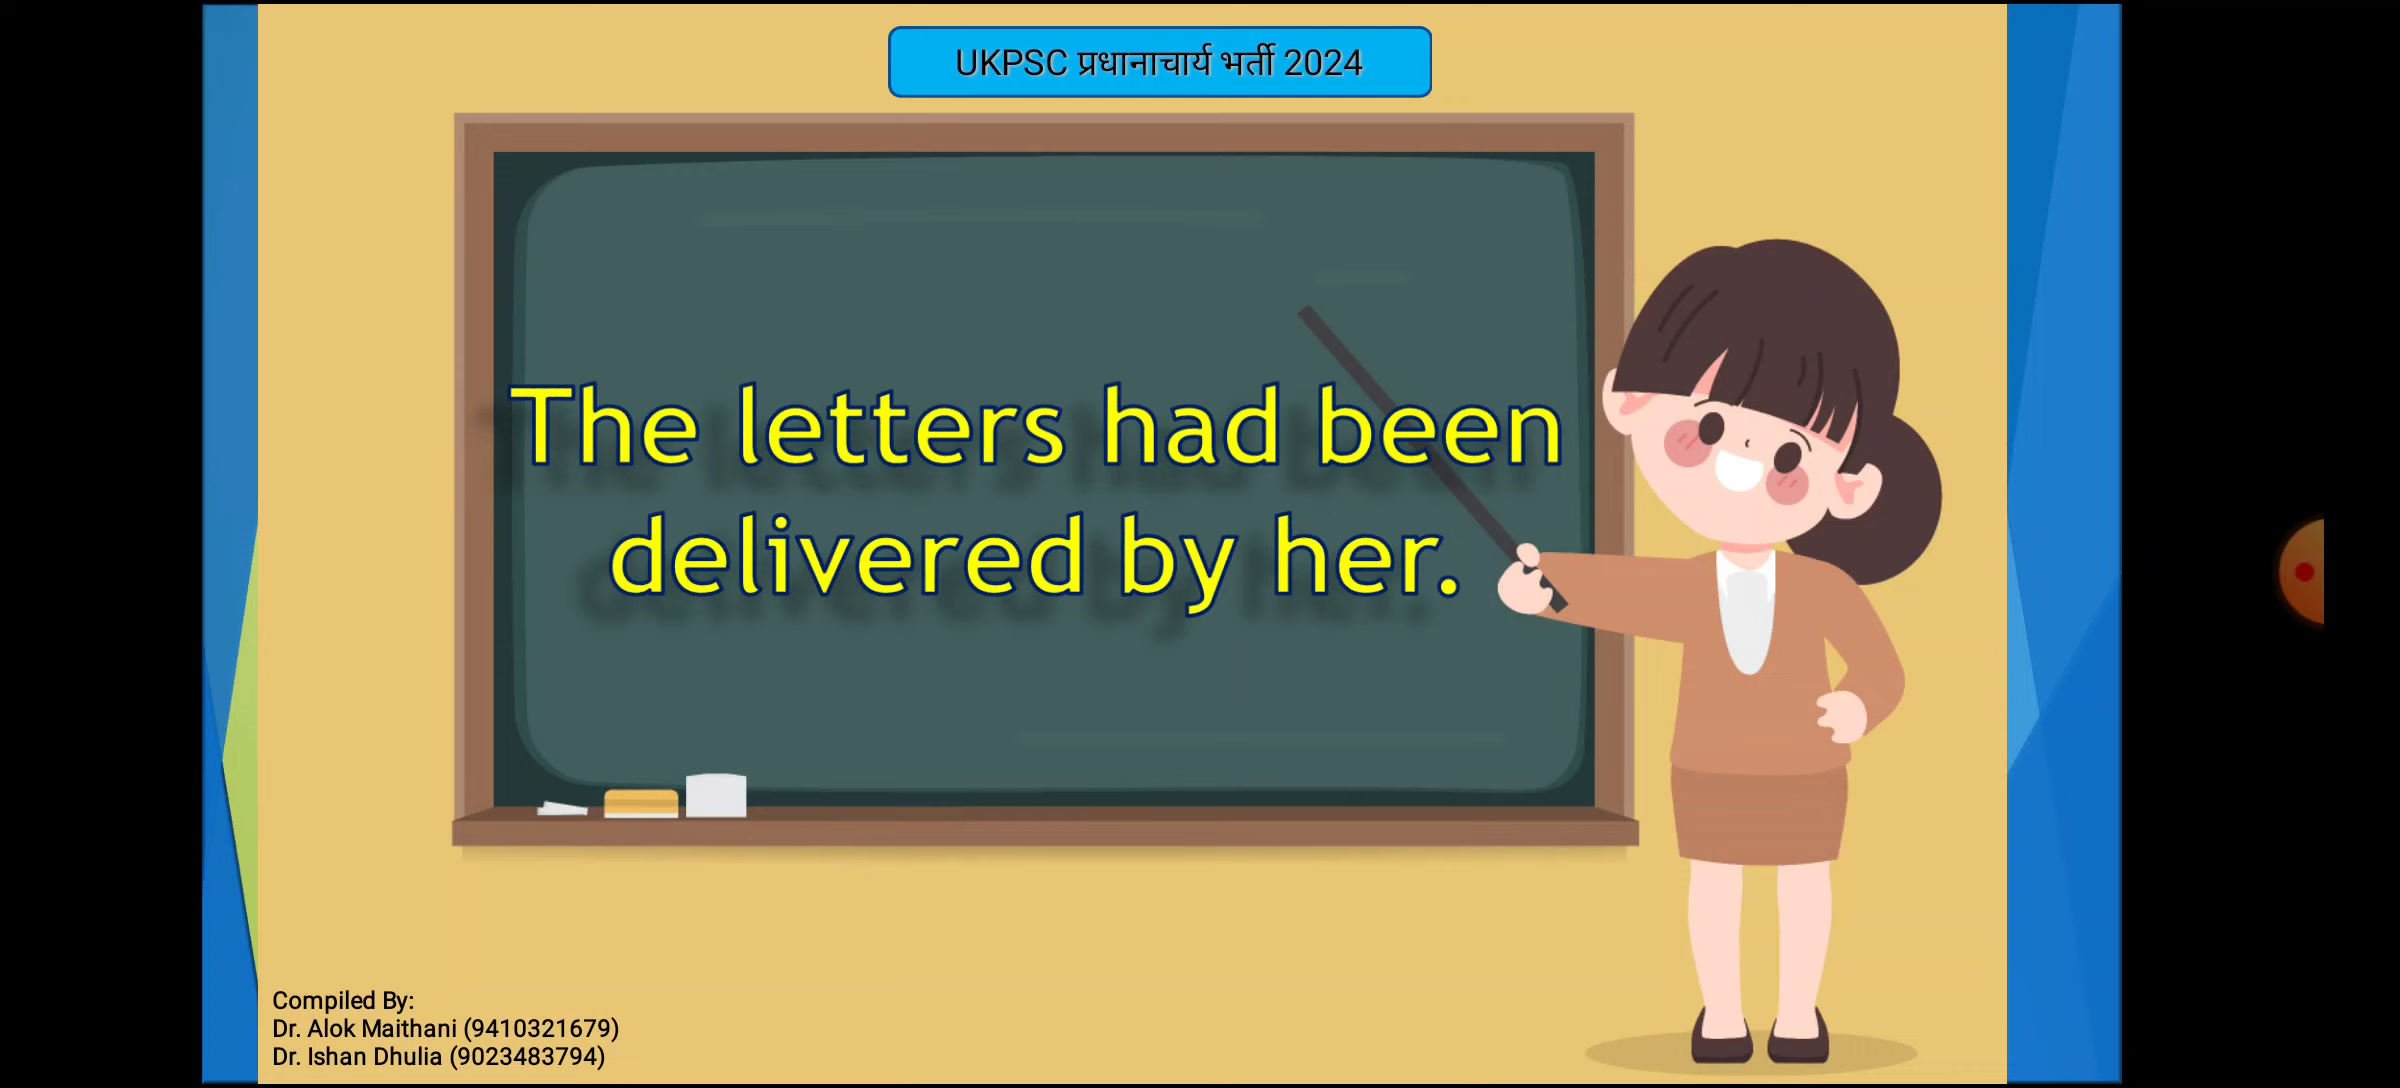 UKPSC प्रधानाचार्य भर्ती 2024
The letters had been
delivered by her.
Compiled By:
Dr. Alok Maithani (9410321679)
Dr. Ishan Dhulia (9023483794)